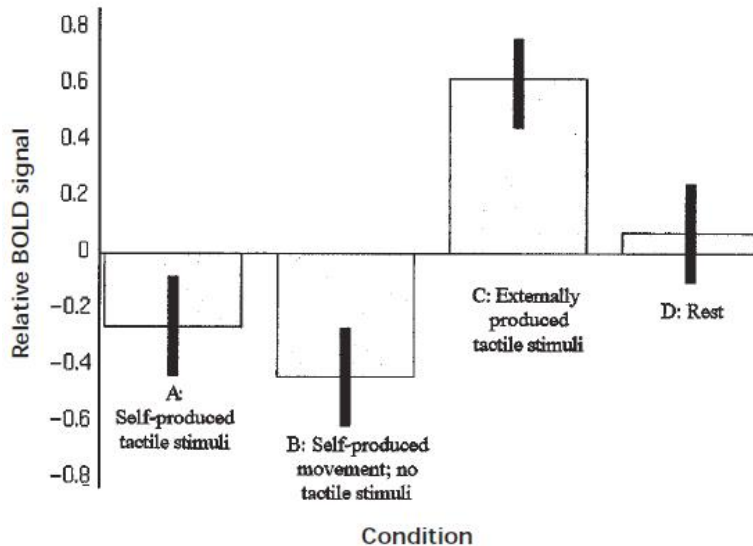 Relative BOLD signal
0.8
0.6
0.4
0.2
0
−0.2
−0.4
−0.6
−0.8
A:
Self-produced
tactile stimuli
B: Self-produced
movement; no
tactile stimuli
C: Externally
produced
tactile stimuli
D: Rest
Condition